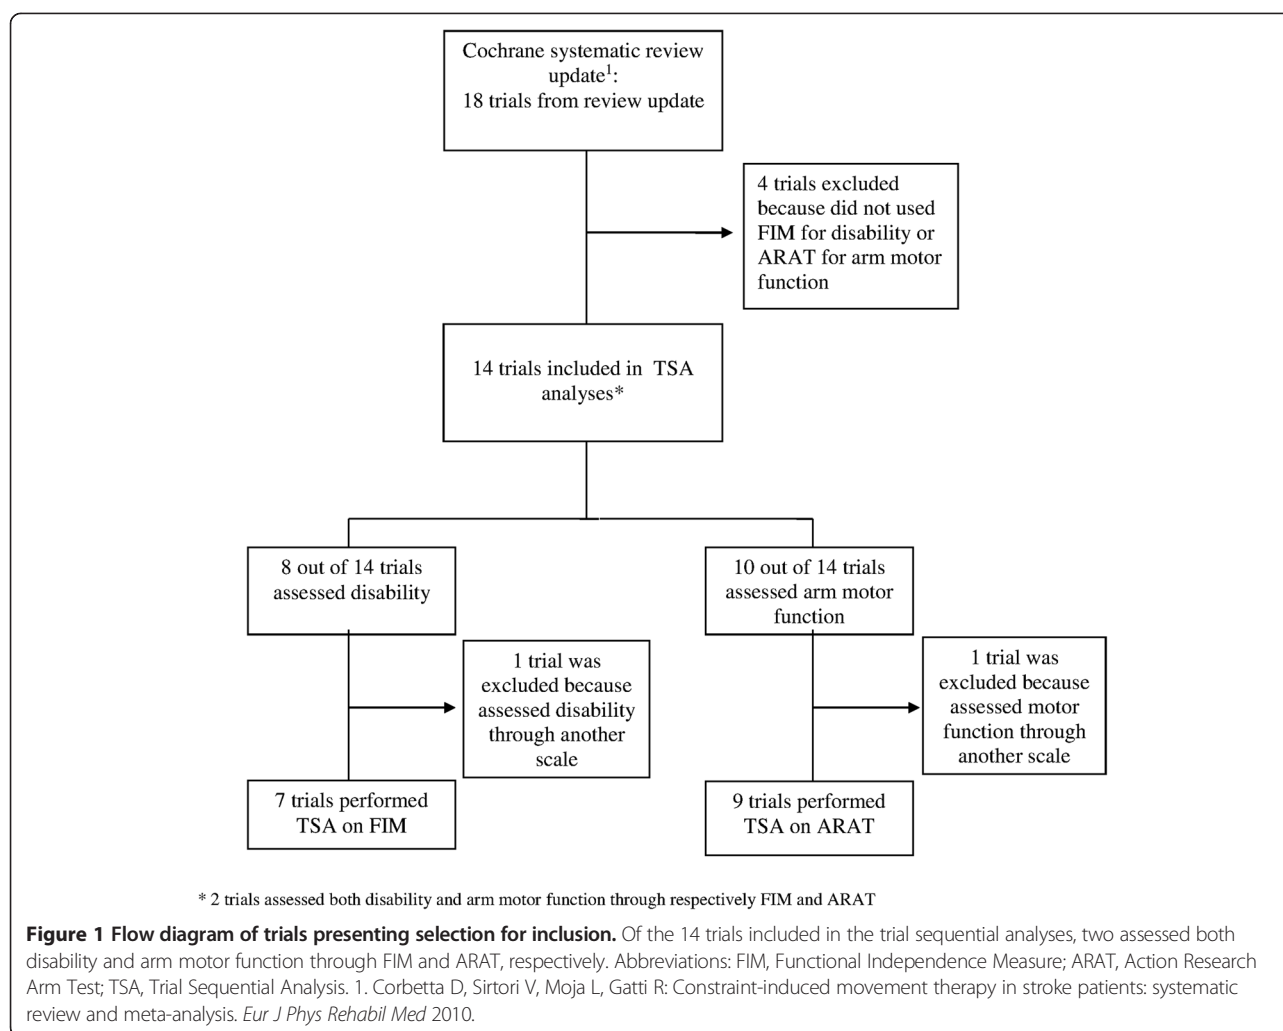 Cochrane systematic review
update1:
18 trials from review update
4 trials excluded
because did not used
FIM for disability or
ARAT for arm motor
function
14 trials included in TSA
analyses*
8 out of 14 trials
assessed disability
10 out of 14 trials
assessed arm motor
function
1 trial was
excluded because
assessed disability
through another
scale
1 trial was
excluded because
assessed motor
function through
another scale
7 trials performed
TSA on FIM
9 trials performed
TSA on ARAT
* 2 trials assessed both disability and arm motor function through respectively FIM and ARAT
Figure 1 Flow diagram of trials presenting selection for inclusion. Of the 14 trials included in the trial sequential analyses, two assessed both
disability and arm motor function through FIM and ARAT, respectively. Abbreviations: FIM, Functional Independence Measure; ARAT, Action Research
Arm Test; TSA, Trial Sequential Analysis. 1. Corbetta D, Sirtori V, Moja L, Gatti R: Constraint-induced movement therapy in stroke patients: systematic
review and meta-analysis. Eur J Phys Rehabil Med 2010.